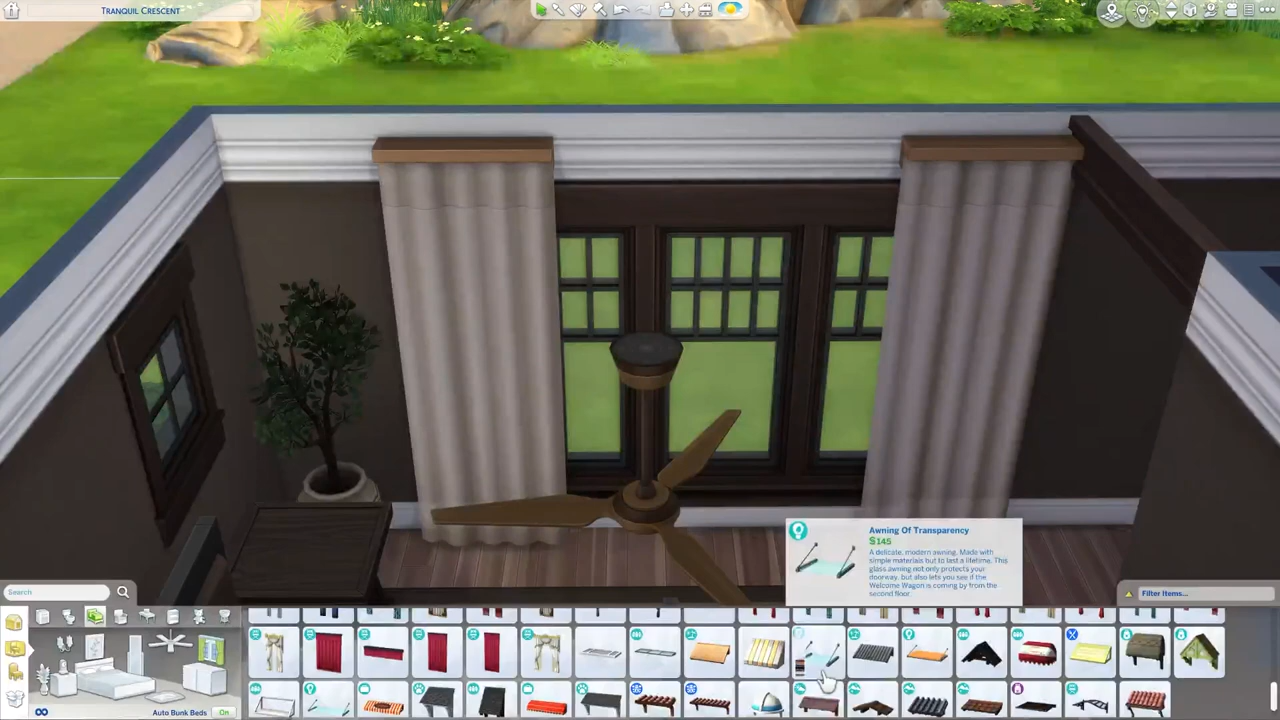 TRANQUIL CRESCENT
Awning Of Transparency
§145
A delicate, modern awning. Made with
simple materials but to last a lifetime. This
glass awning not only protects your
doorway, but also lets you see if the
Welcome Wagon is coming by from the
second floor.
Search
Filter Items...
Auto Bunk Beds
On